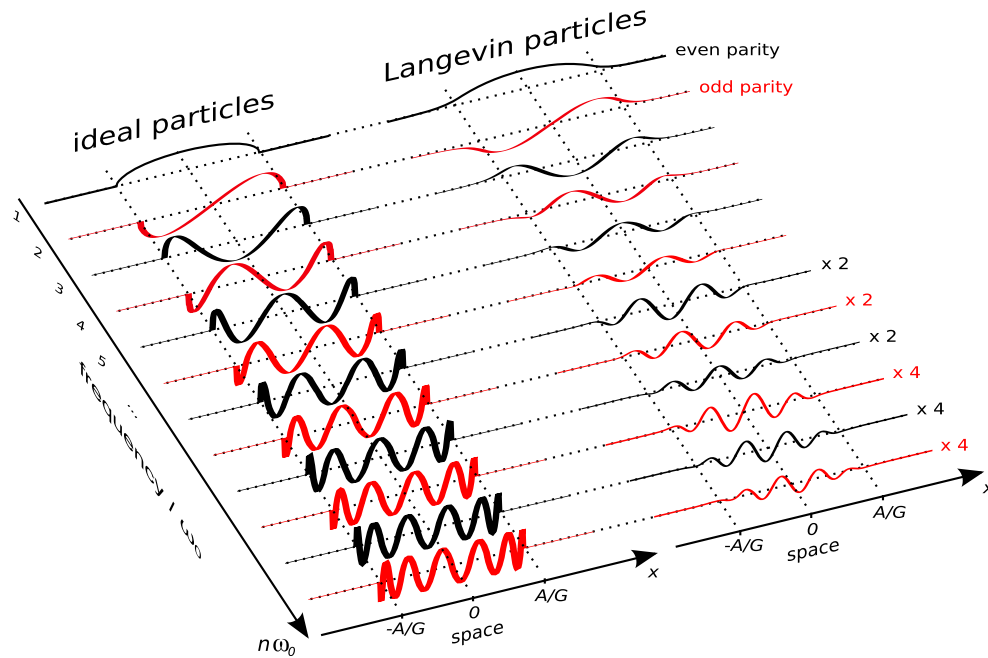 Langevin particles
even parity
odd parity
ideal particles
1
2
3
4
5
...
frequency / ω₀
nω₀
x 2
x 2
x 2
x 4
x 4
x 4
-A/G
0
A/G
x
space
-A/G
0
A/G
x
space